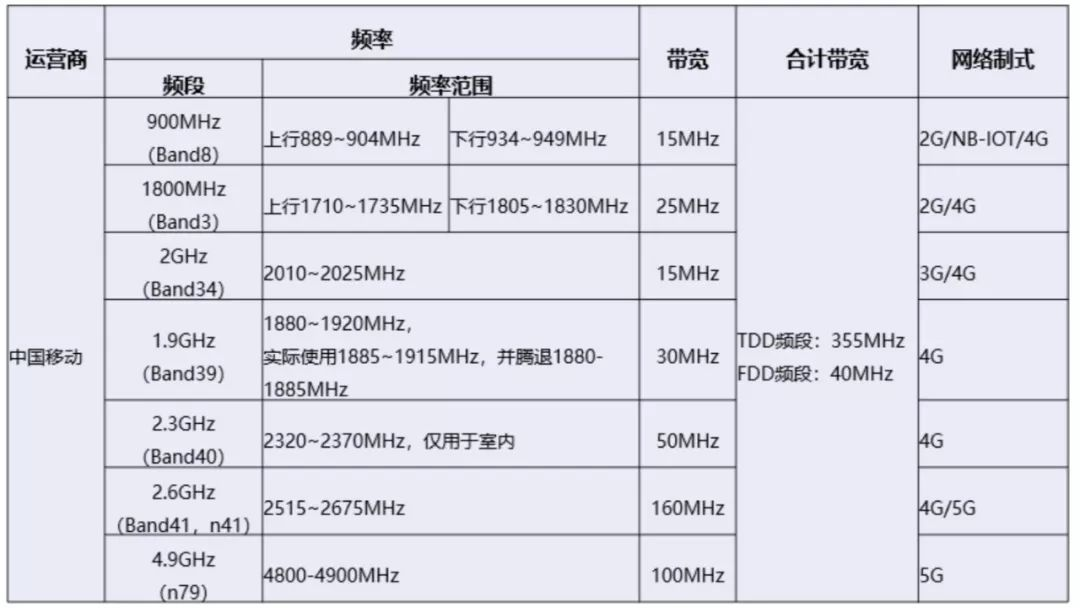 运营商
频率
带宽
合计带宽
网络制式
频段
频率范围
中国移动
900MHz
（Band8）
上行889~904MHz
下行934~949MHz
15MHz
TDD频段：355MHz
FDD频段：40MHz
2G/NB-IOT/4G
1800MHz
（Band3）
上行1710~1735MHz
下行1805~1830MHz
25MHz
2G/4G
2GHz
（Band34）
2010~2025MHz
15MHz
3G/4G
1.9GHz
（Band39）
1880~1920MHz，
实际使用1885~1915MHz，并腾退1880-
1885MHz
30MHz
4G
2.3GHz
（Band40）
2320~2370MHz，仅用于室内
50MHz
4G
2.6GHz
（Band41，n41）
2515~2675MHz
160MHz
4G/5G
4.9GHz
（n79）
4800-4900MHz
100MHz
5G